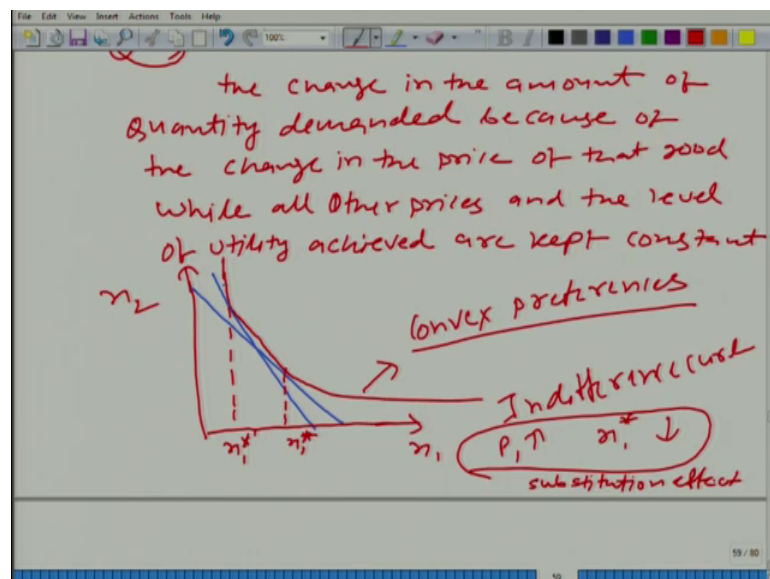 File Edit View Insert Actions Tools Help
100%
B I
the change in the amount of
Quantity demanded because of
the change in the price of that good
while all other prices and the level
of utility achieved are kept constant
x₂
Convex preferences
Indifference curve
x₁*' x₁* x₁
P₁ ↑ x₁* ↓
substitution effect
59 / 80
59